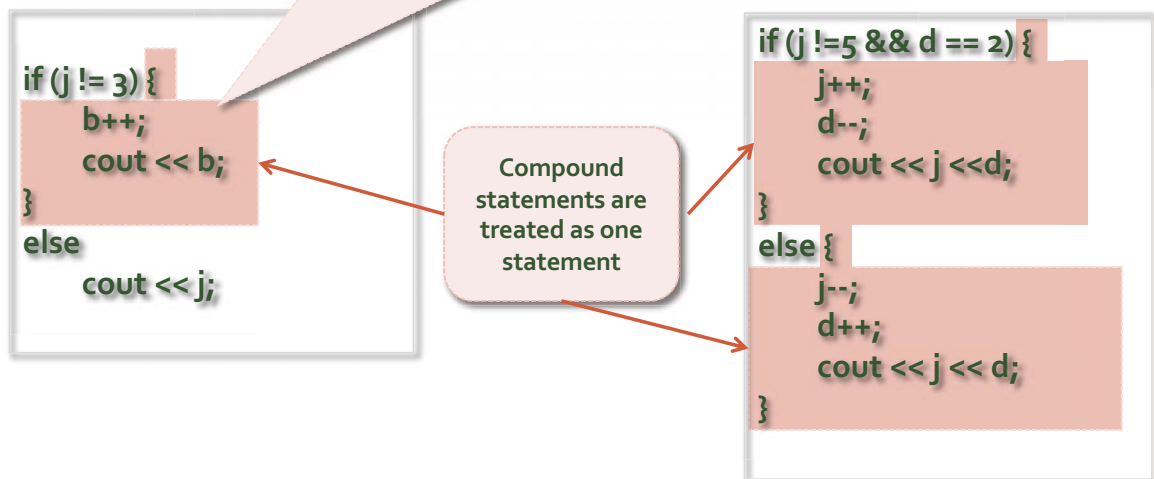 if (j != 3) {
b++;
cout << b;
}
else
cout << j;
Compound
statements are
treated as one
statement
if (j !=5 && d == 2) {
j++;
d--;
cout << j <<d;
}
else {
j--;
d++;
cout << j << d;
}